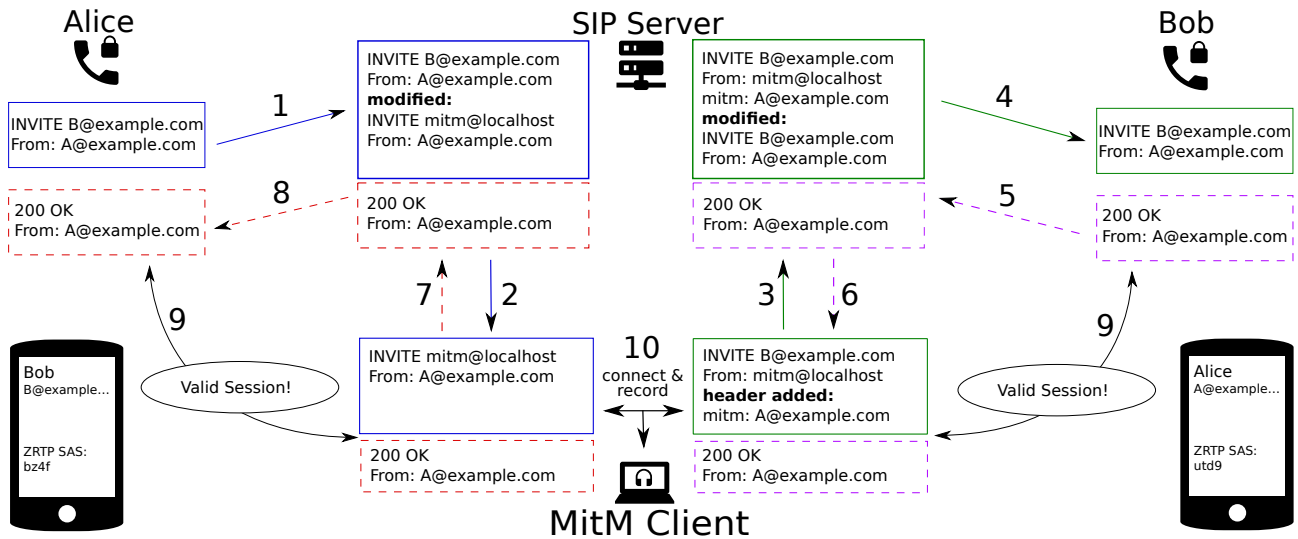 Alice
SIP Server
Bob
INVITE B@example.com
From: A@example.com
1
INVITE B@example.com
From: A@example.com
modified:
INVITE mitm@localhost
From: A@example.com
INVITE B@example.com
From: mitm@localhost
mitm: A@example.com
modified:
INVITE B@example.com
From: A@example.com
4
INVITE B@example.com
From: A@example.com
200 OK
From: A@example.com
8
200 OK
From: A@example.com
200 OK
From: A@example.com
5
200 OK
From: A@example.com
7
2
3
6
9
9
Bob
B@example...
ZRTP SAS:
bz4f
Valid Session!
INVITE mitm@localhost
From: A@example.com
10
connect &
record
INVITE B@example.com
From: mitm@localhost
header added:
mitm: A@example.com
Valid Session!
Alice
A@example...
ZRTP SAS:
utd9
200 OK
From: A@example.com
200 OK
From: A@example.com
MitM Client